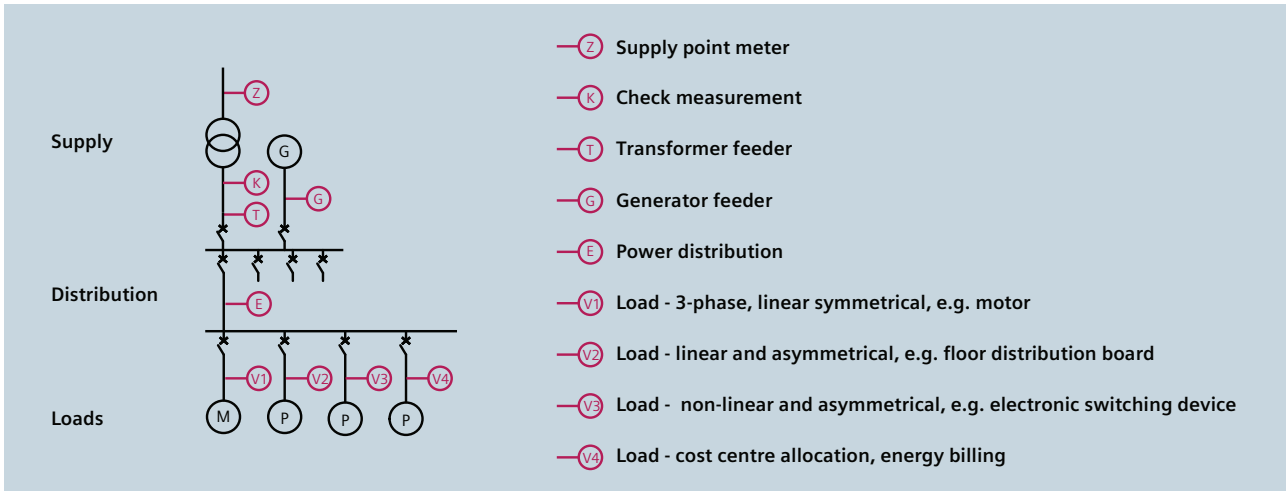 Supply
Z
G
K
G
T
Distribution
E
V1
V2
V3
V4
Loads
M
P
P
P
Z Supply point meter
K Check measurement
T Transformer feeder
G Generator feeder
E Power distribution
V1 Load - 3-phase, linear symmetrical, e.g. motor
V2 Load - linear and asymmetrical, e.g. floor distribution board
V3 Load -  non-linear and asymmetrical, e.g. electronic switching device
V4 Load - cost centre allocation, energy billing